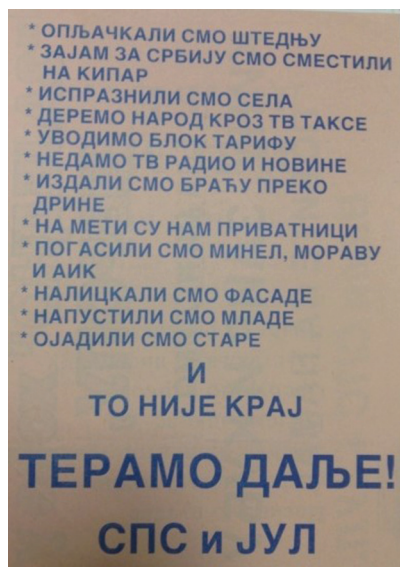 * ОПЉАЧКАЛИ СМО ШТЕДЊУ
* ЗАЈАМ ЗА СРБИЈУ СМО СМЕСТИЛИ
НА КИПАР
* ИСПРАЗНИЛИ СМО СЕЛА
* ДЕРЕМО НАРОД КРОЗ ТВ ТАКСЕ
* УВОДИМО БЛОК ТАРИФУ
* НЕДАМО ТВ РАДИО И НОВИНЕ
* ИЗДАЛИ СМО БРАЋУ ПРЕКО
ДРИНЕ
* НА МЕТИ СУ НАМ ПРИВАТНИЦИ
* ПОГАСИЛИ СМО МИНЕЛ, МОРАВУ
И АИК
* НАЛИЦКАЛИ СМО ФАСАДЕ
* НАПУСТИЛИ СМО МЛАДЕ
* ОЈАДИЛИ СМО СТАРЕ
И
ТО НИЈЕ КРАЈ
ТЕРАМО ДАЉЕ!
СПС и ЈУЛ